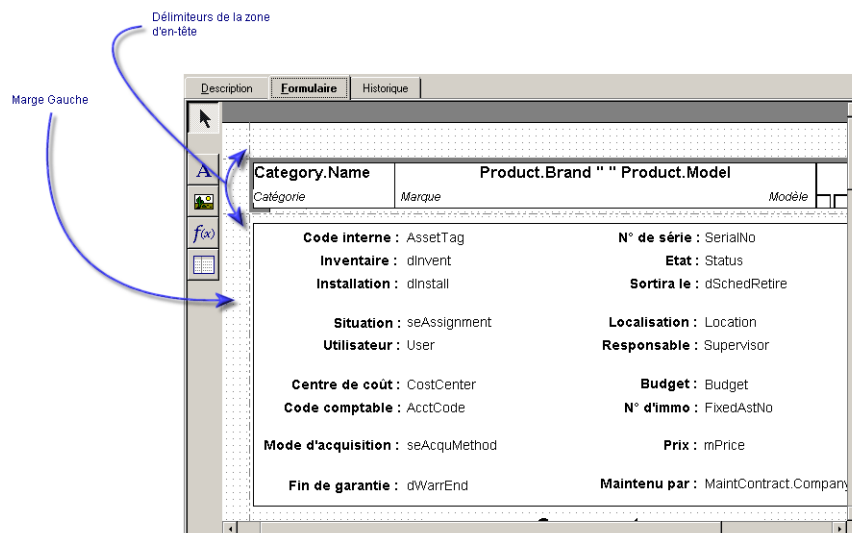 Délimiteurs de la zone
d'en-tête
Marge Gauche
Description Formulaire Historique
A
f(x)
Category.Name Product.Brand " " Product.Model
Catégorie Marque Modèle
Code interne : AssetTag N° de série : SerialNo
Inventaire : dInvent Etat : Status
Installation : dInstall Sortira le : dSchedRetire
Situation : seAssignment Localisation : Location
Utilisateur : User Responsable : Supervisor
Centre de coût : CostCenter Budget : Budget
Code comptable : AcctCode N° d'immo : FixedAstNo
Mode d'acquisition : seAcquMethod Prix : mPrice
Fin de garantie : dWarrEnd Maintenu par : MaintContract.Company